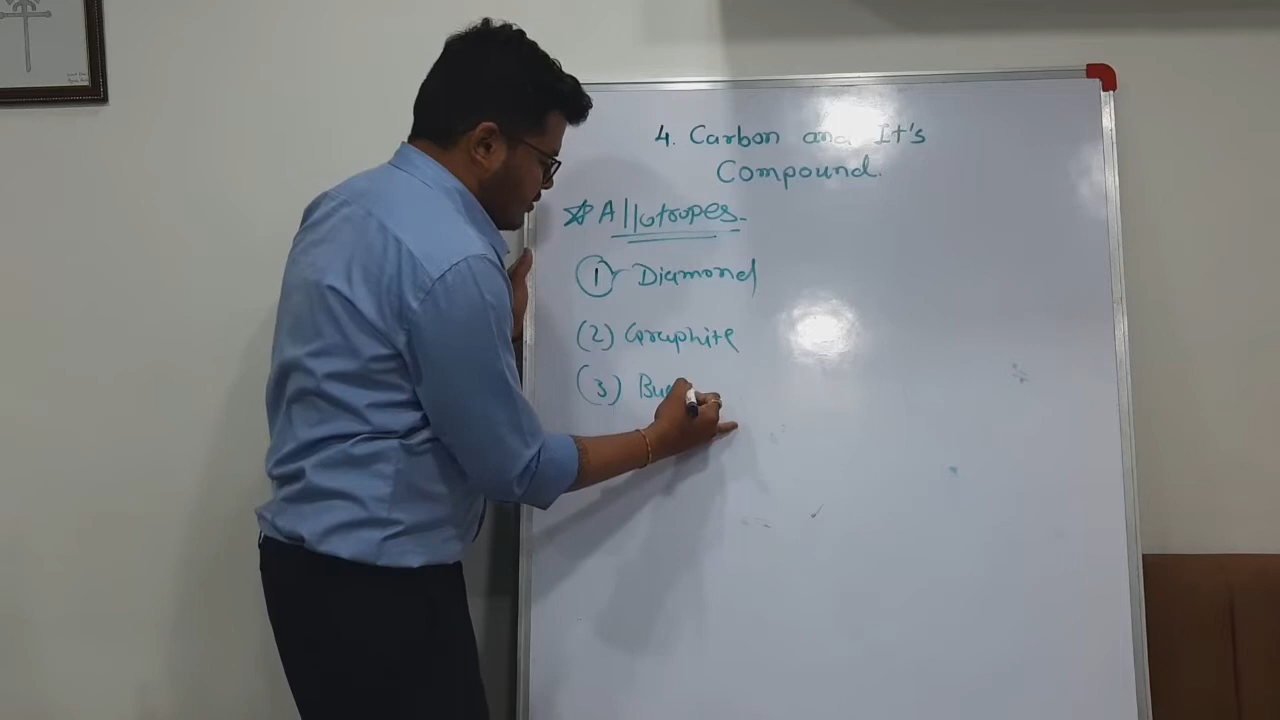 4. Carbon and It's
Compound.
Allotropes
1 Diamond
(2) Graphite
(3)